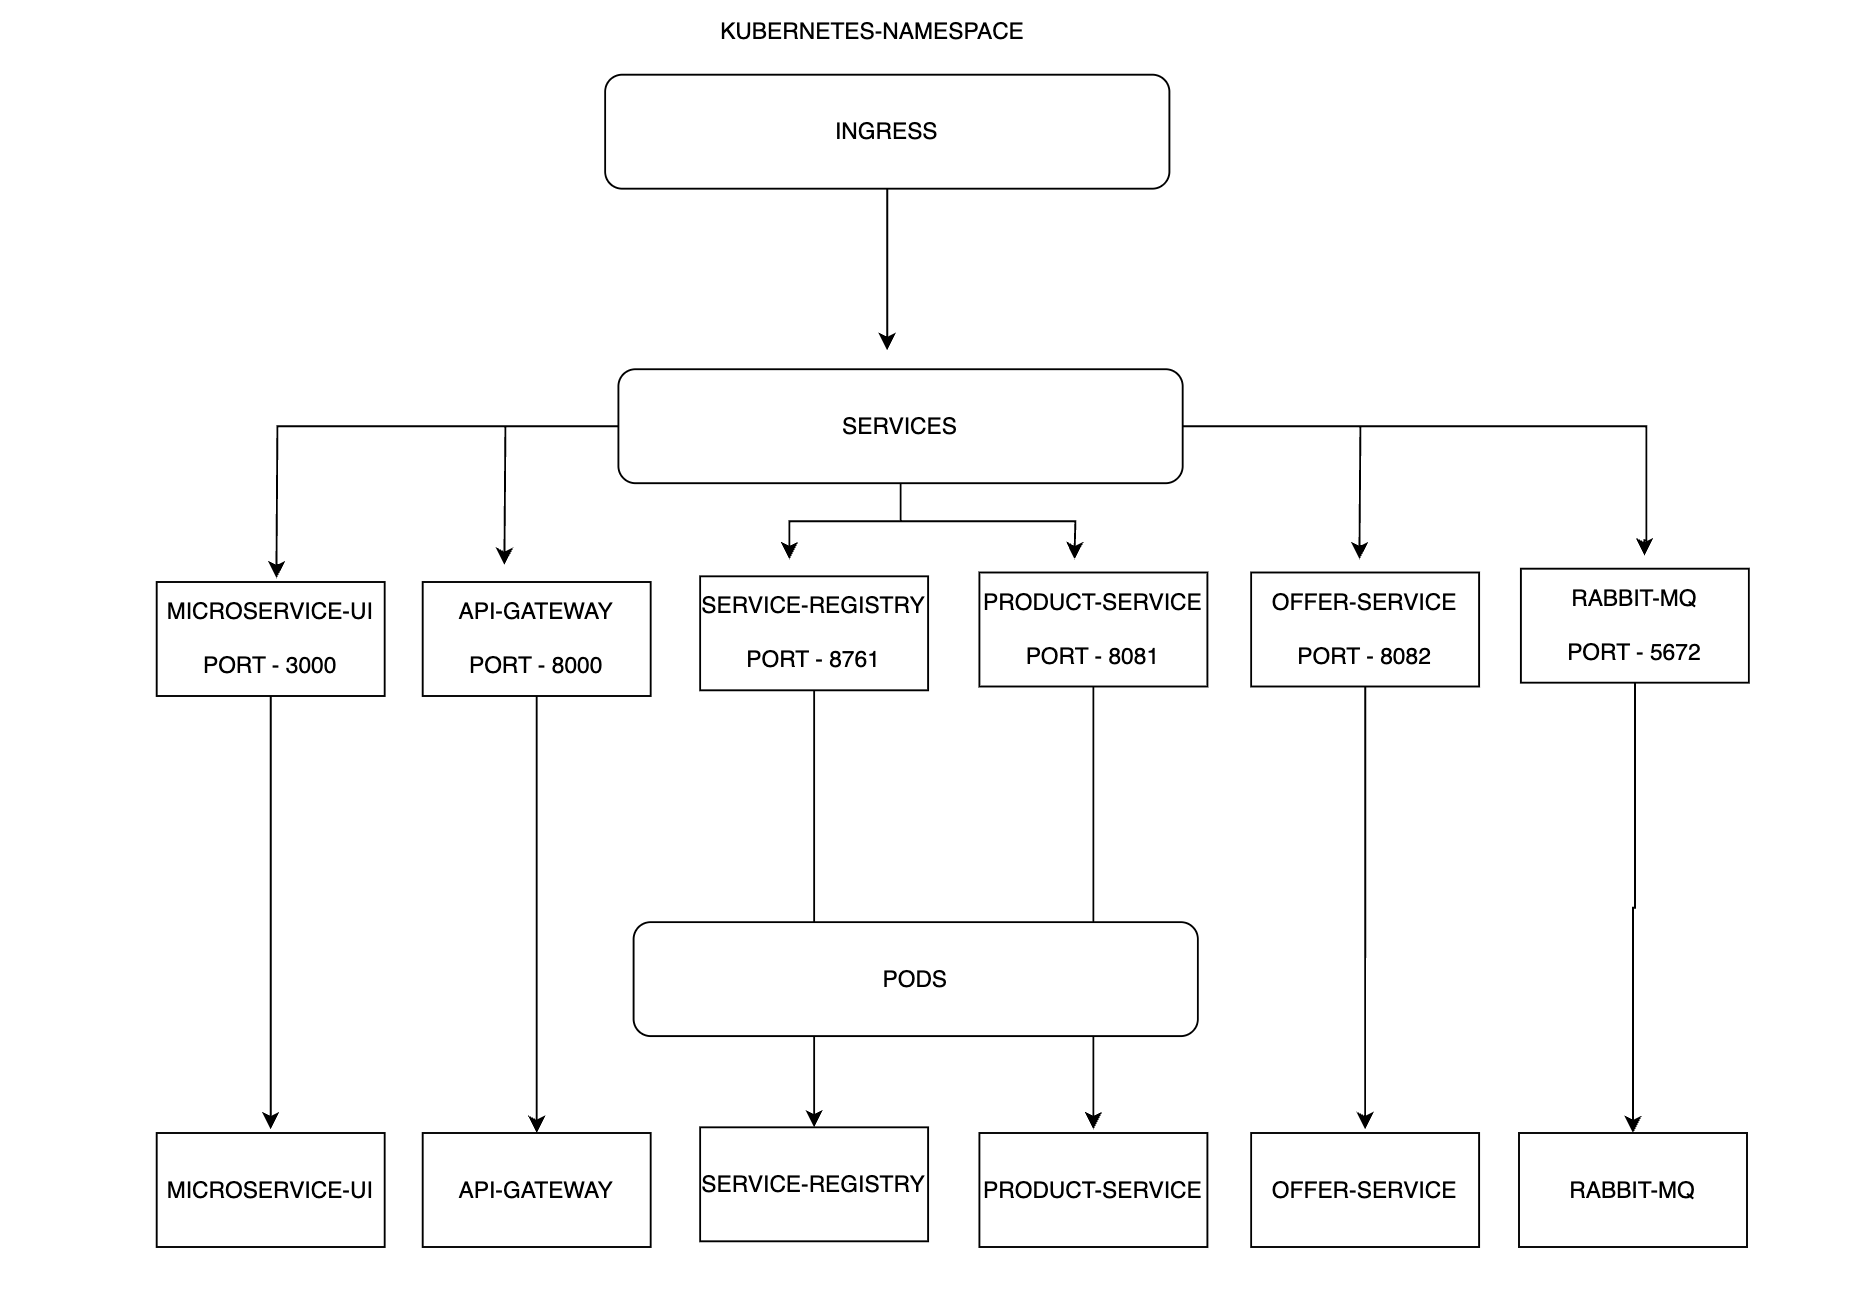 KUBERNETES-NAMESPACE
INGRESS
SERVICES
MICROSERVICE-UI
PORT - 3000
API-GATEWAY
PORT - 8000
SERVICE-REGISTRY
PORT - 8761
PRODUCT-SERVICE
PORT - 8081
OFFER-SERVICE
PORT - 8082
RABBIT-MQ
PORT - 5672
PODS
MICROSERVICE-UI
API-GATEWAY
SERVICE-REGISTRY
PRODUCT-SERVICE
OFFER-SERVICE
RABBIT-MQ